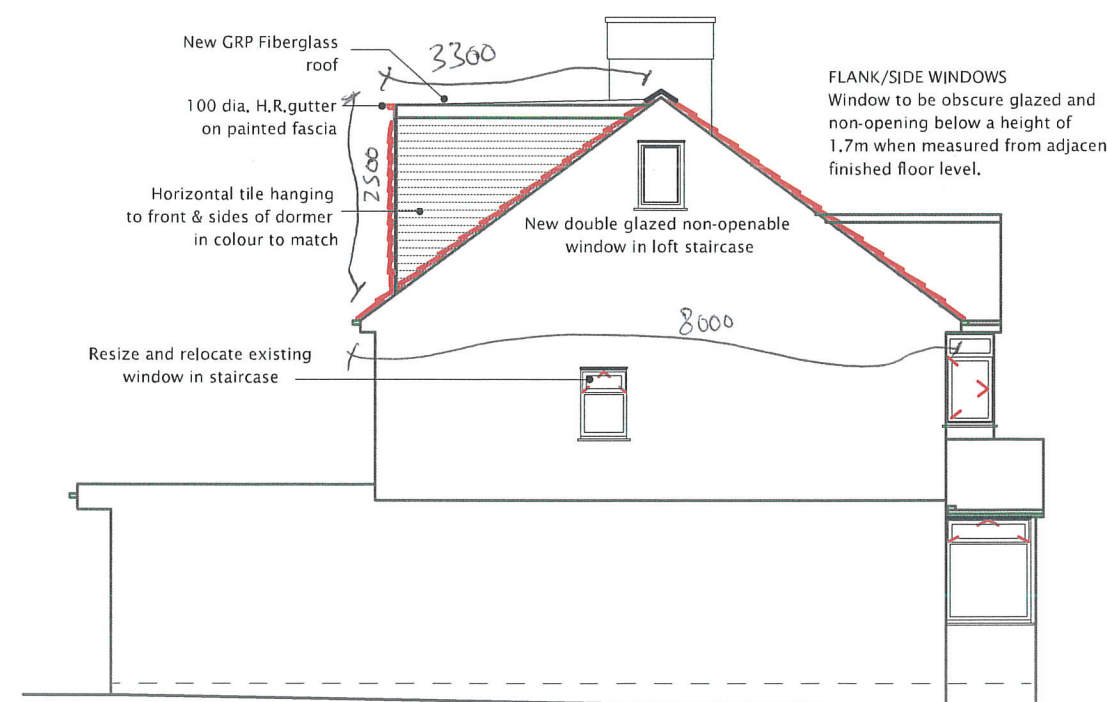 New GRP Fiberglass
roof
3300
100 dia. H.R.gutter
on painted fascia
2500
Horizontal tile hanging
to front & sides of dormer
in colour to match
FLANK/SIDE WINDOWS
Window to be obscure glazed and
non-opening below a height of
1.7m when measured from adjacen
finished floor level.
New double glazed non-openable
window in loft staircase
8000
Resize and relocate existing
window in staircase